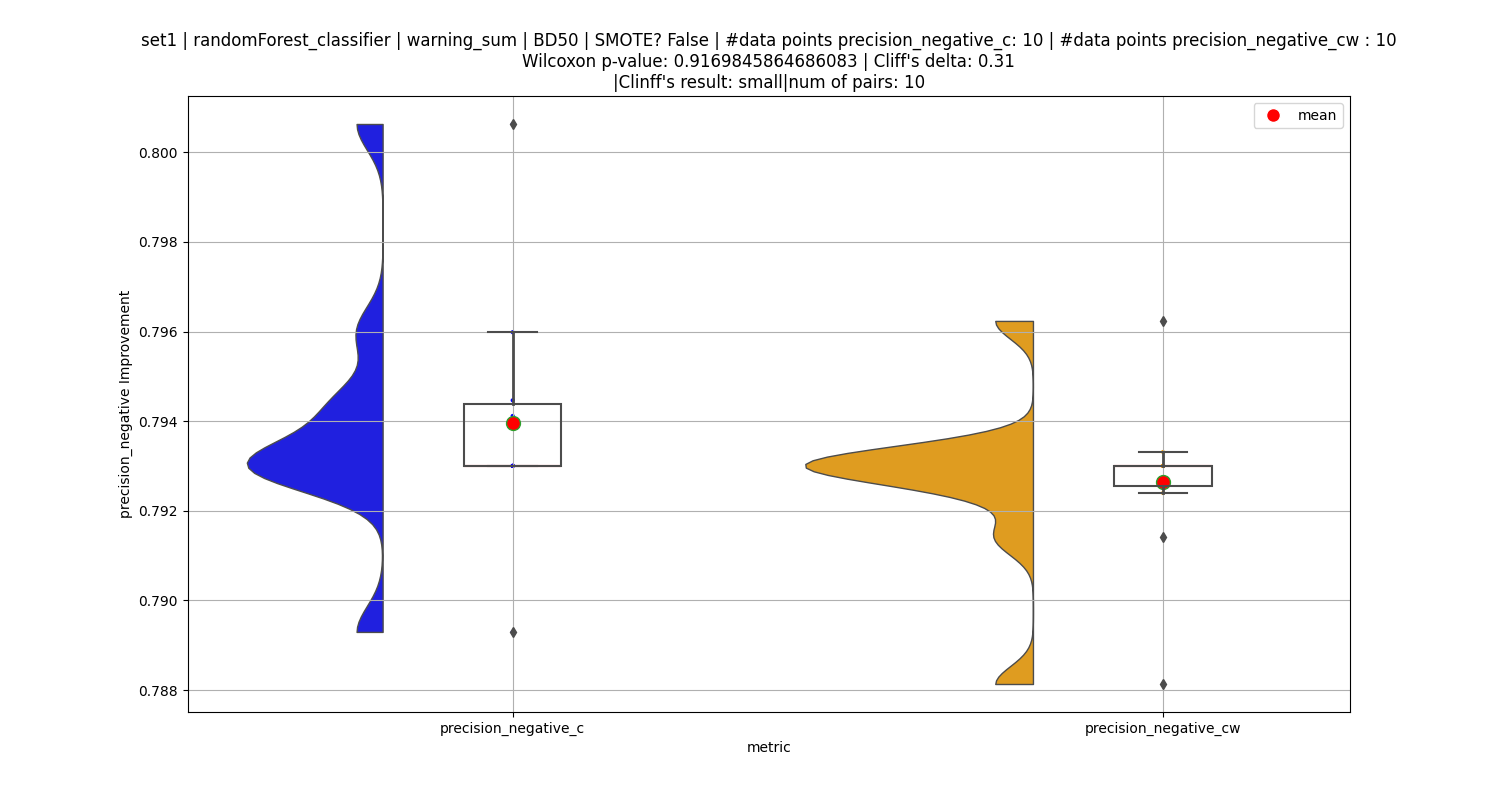 set1 | randomForest_classifier | warning_sum | BD50 | SMOTE? False | #data points precision_negative_c: 10 | #data points precision_negative_cw : 10
Wilcoxon p-value: 0.9169845864686083 | Cliff's delta: 0.31
|Clinff's result: small|num of pairs: 10
mean
0.800
0.798
0.796
0.794
0.792
0.790
0.788
precision_negative Improvement
precision_negative_c
precision_negative_cw
metric